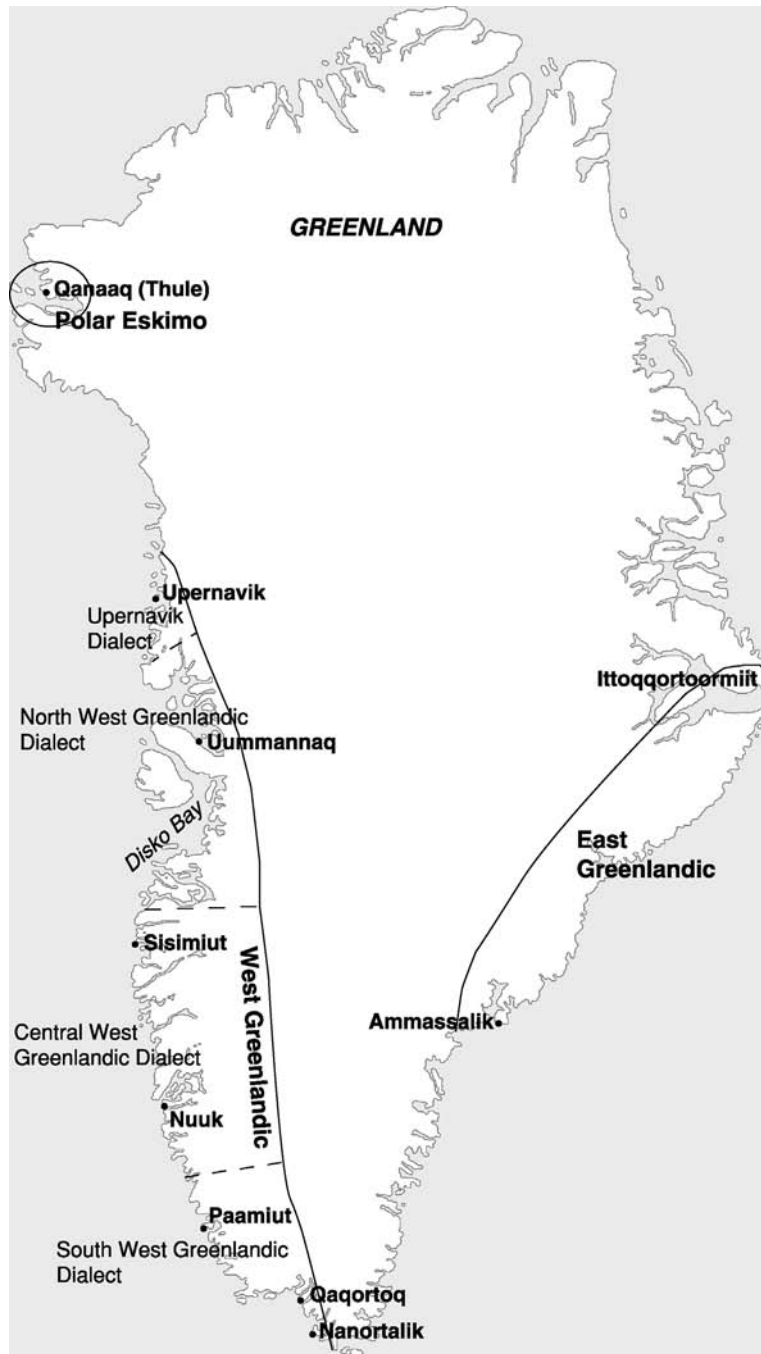 GREENLAND
Qanaaq (Thule)
Polar Eskimo
Upernavik
Upernavik
Dialect
Ittoqqortoormiit
North West Greenlandic
Dialect
Uummannaq
Disko Bay
East
Greenlandic
Sisimiut
West Greenlandic
Ammassalik
Central West
Greenlandic Dialect
Nuuk
Paamiut
South West Greenlandic
Dialect
Qaqortoq
Nanortalik